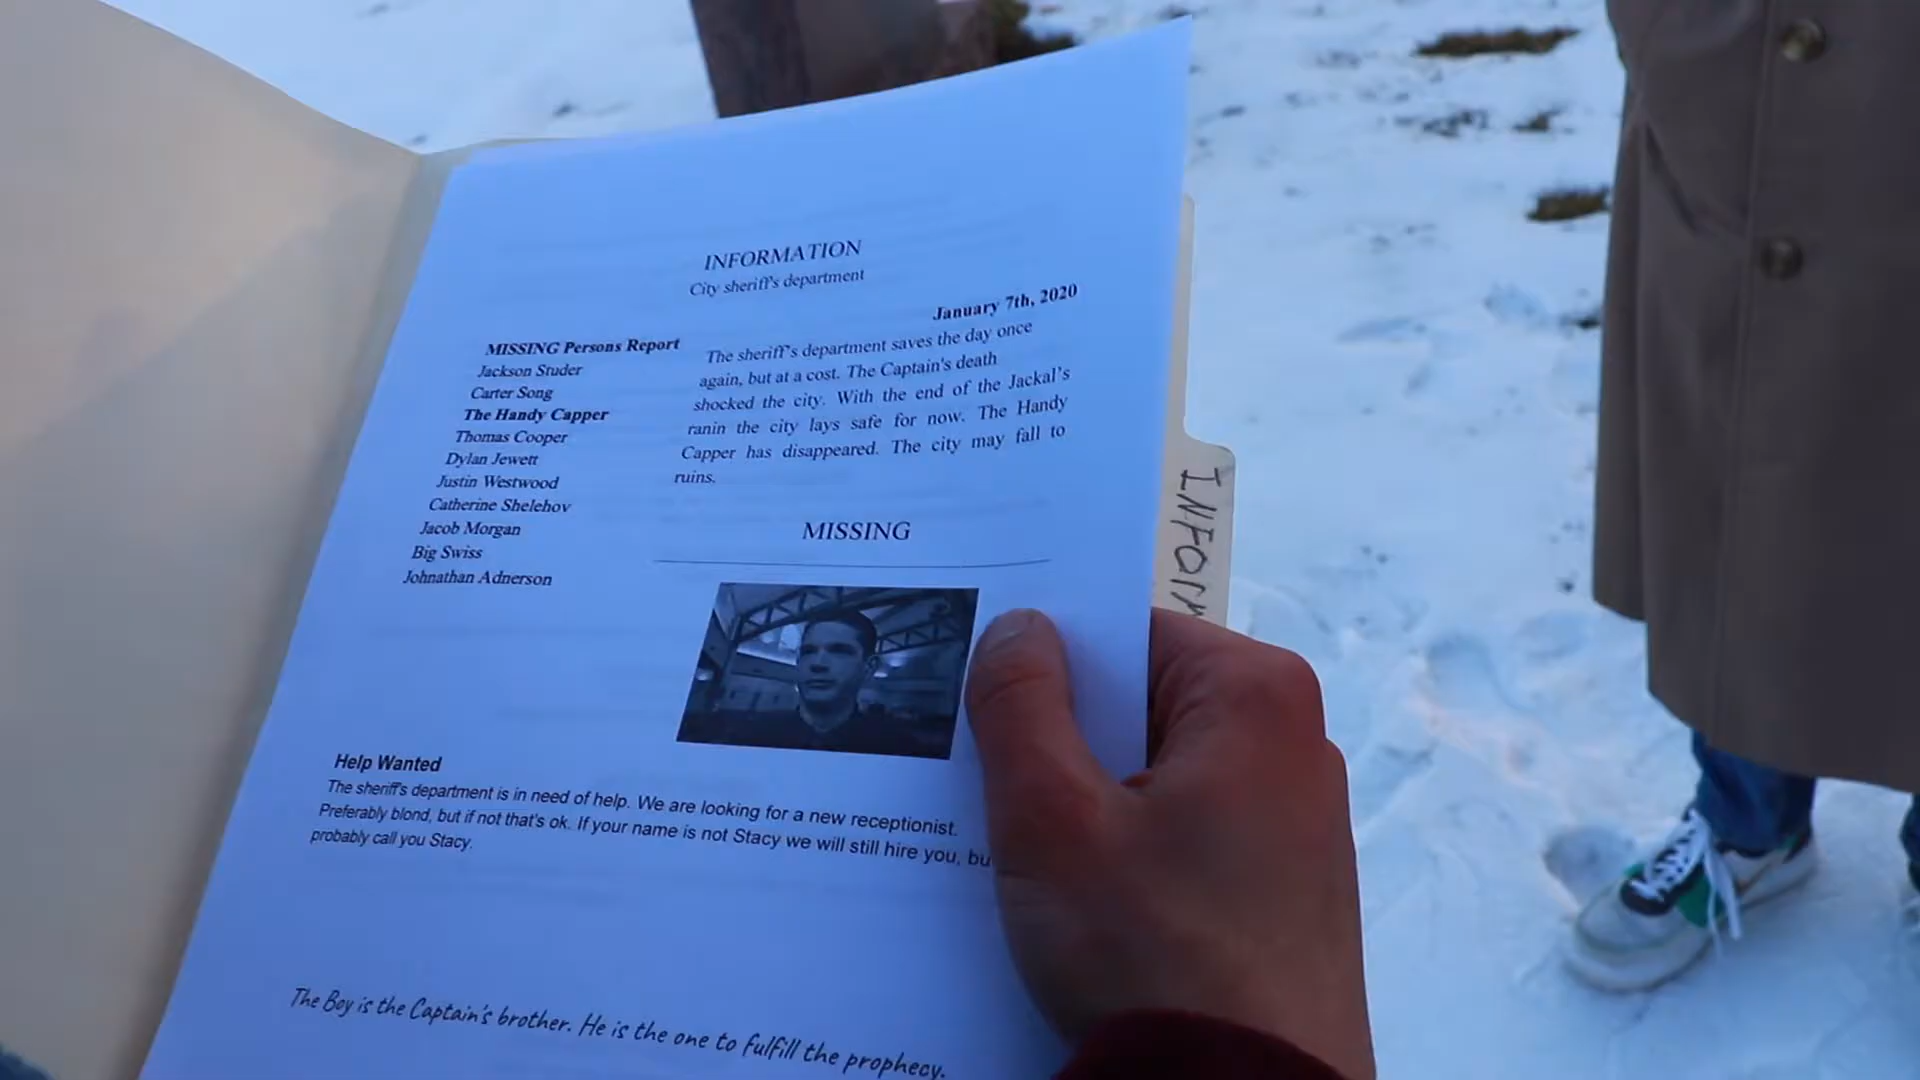 INFORMATION
City sheriff's department
January 7th, 2020
MISSING Persons Report
Jackson Studer
Carter Song
The Handy Capper
Thomas Cooper
Dylan Jewett
Justin Westwood
Catherine Shelehov
Jacob Morgan
Big Swiss
Johnathan Adnerson
The sheriff's department saves the day once
again, but at a cost. The Captain's death
shocked the city. With the end of the Jackal's
ranin the city lays safe for now. The Handy
Capper has disappeared. The city may fall to
ruins.
MISSING
Help Wanted
The sheriff's department is in need of help. We are looking for a new receptionist.
Preferably blond, but if not that's ok. If your name is not Stacy we will still hire you, bu
probably call you Stacy.
The Boy is the Captain's brother. He is the one to fulfill the prophecy.
INForm